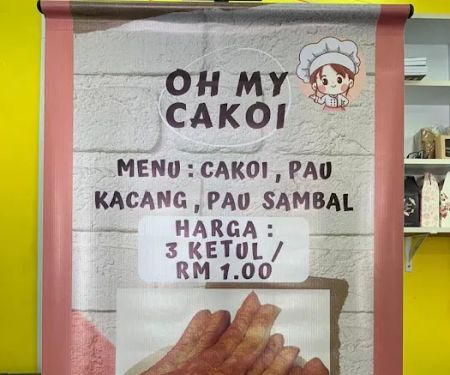 OH MY
CAKOI
MENU : CAKOI , PAU
KACANG , PAU SAMBAL
HARGA :
3 KETUL /
RM 1.00